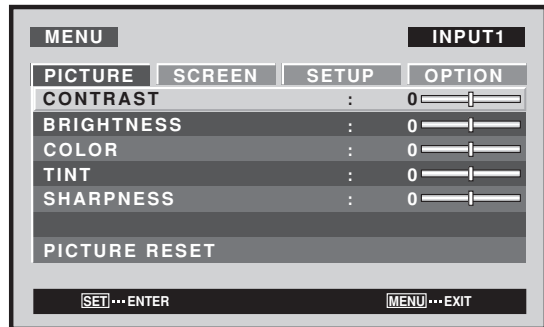 MENU INPUT1
PICTURE SCREEN SETUP OPTION
CONTRAST : 0
BRIGHTNESS : 0
COLOR : 0
TINT : 0
SHARPNESS : 0
PICTURE RESET
SET···ENTER MENU···EXIT